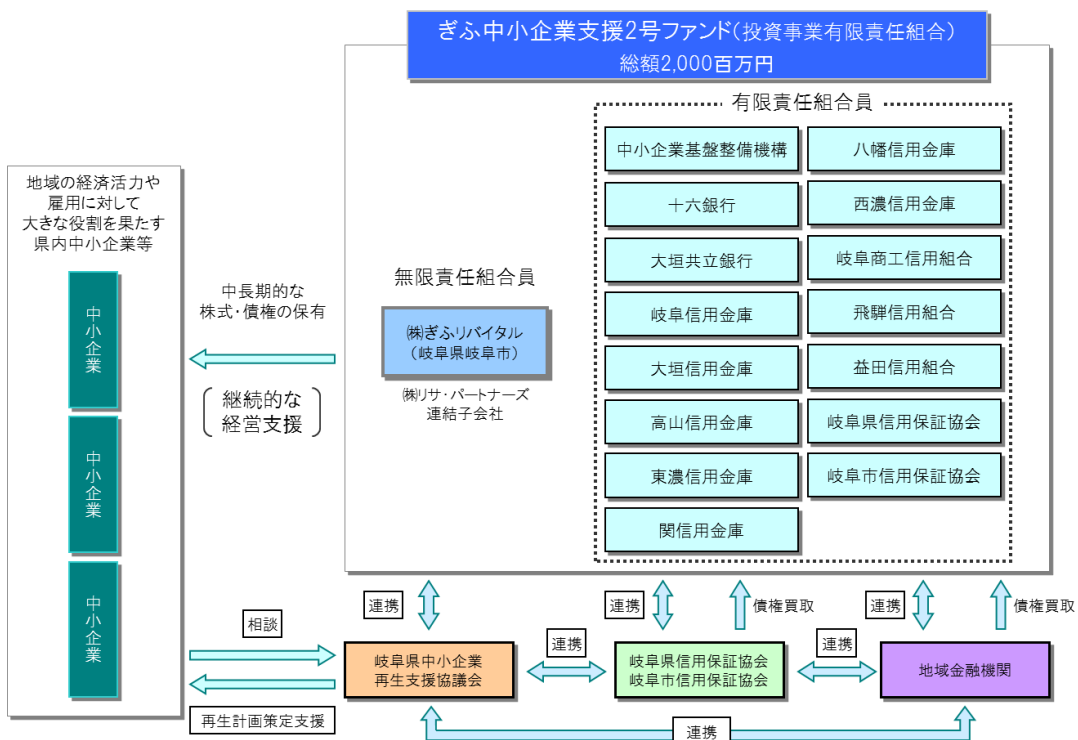 ぎふ中小企業支援2号ファンド(投資事業有限責任組合)
総額2,000百万円
有限責任組合員
中小企業基盤整備機構
八幡信用金庫
十六銀行
西濃信用金庫
大垣共立銀行
岐阜商工信用組合
岐阜信用金庫
飛騨信用組合
大垣信用金庫
益田信用組合
高山信用金庫
岐阜県信用保証協会
東濃信用金庫
岐阜市信用保証協会
関信用金庫
無限責任組合員
㈱ぎふリバイタル
(岐阜県岐阜市)
㈱リサ・パートナーズ
連結子会社
地域の経済活力や
雇用に対して
大きな役割を果たす
県内中小企業等
中小企業
中小企業
中小企業
中長期的な
株式・債権の保有
継続的な
経営支援
連携
連携
債権買取
連携
債権買取
相談
岐阜県中小企業
再生支援協議会
連携
岐阜県信用保証協会
岐阜市信用保証協会
連携
地域金融機関
再生計画策定支援
連携